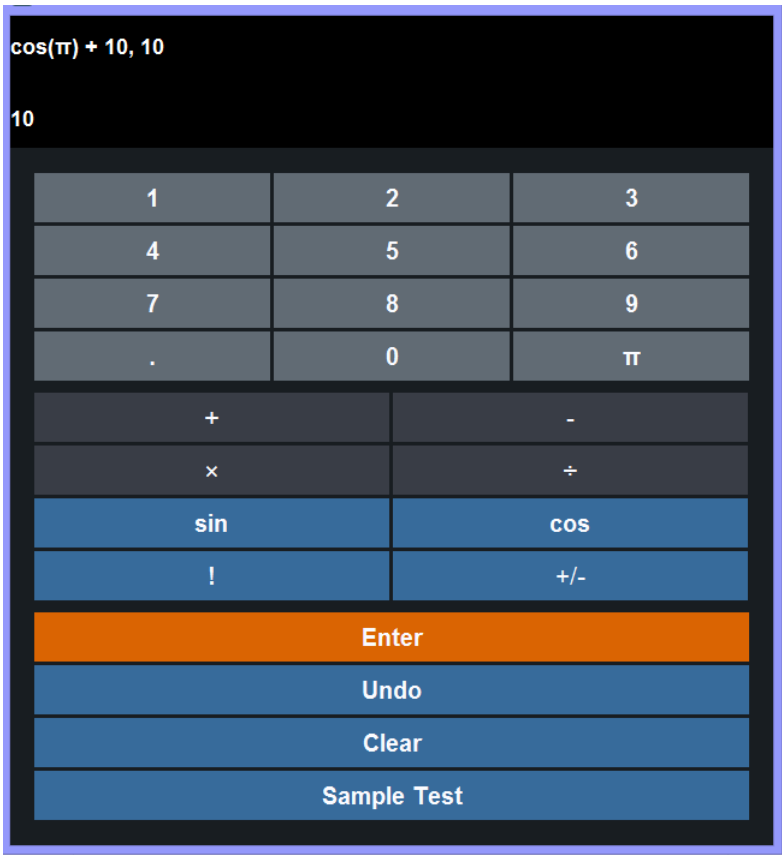 cos(π) + 10, 10
10
1 2 3
4 5 6
7 8 9
. 0 π
+ -
× ÷
sin cos
! +/-
Enter
Undo
Clear
Sample Test